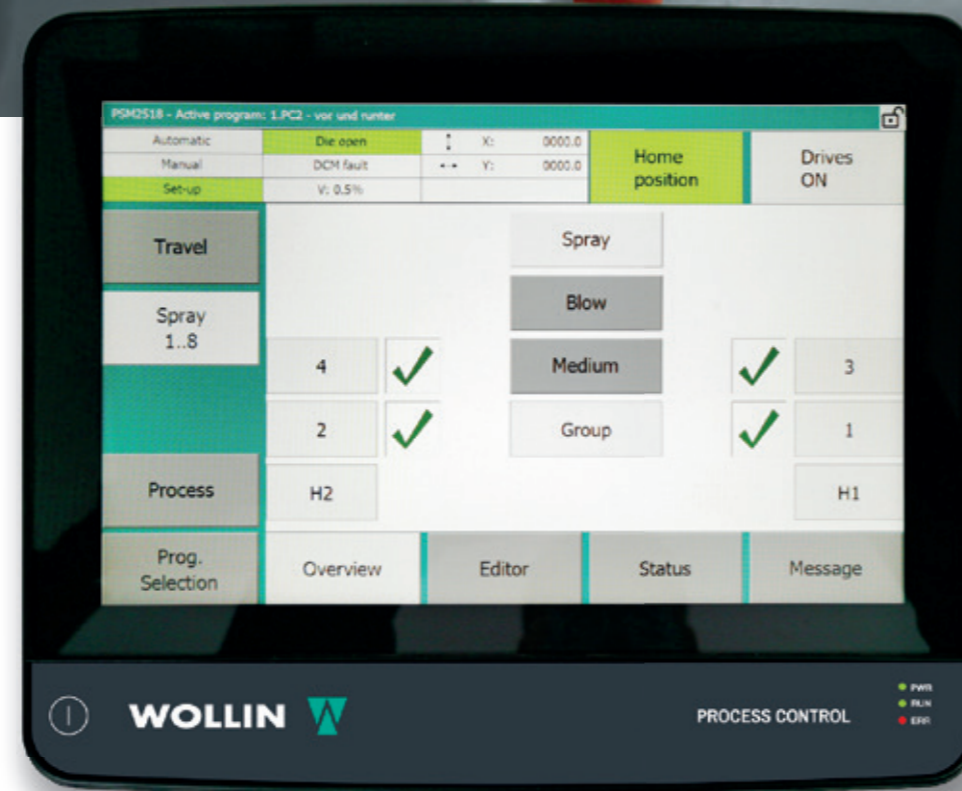 PSM2518 - Active program: 1.PC2 - vor und runter
Automatic
Die open
X:
0000.0
Manual
DCM fault
Y:
0000.0
Set-up
V: 0.5%
Home
position
Drives
ON
Travel
Spray
Spray
1..8
Blow
4
Medium
3
2
Group
1
Process
H2
H1
Prog.
Selection
Overview
Editor
Status
Message
WOLLIN
PROCESS CONTROL
PWR
RUN
ERR